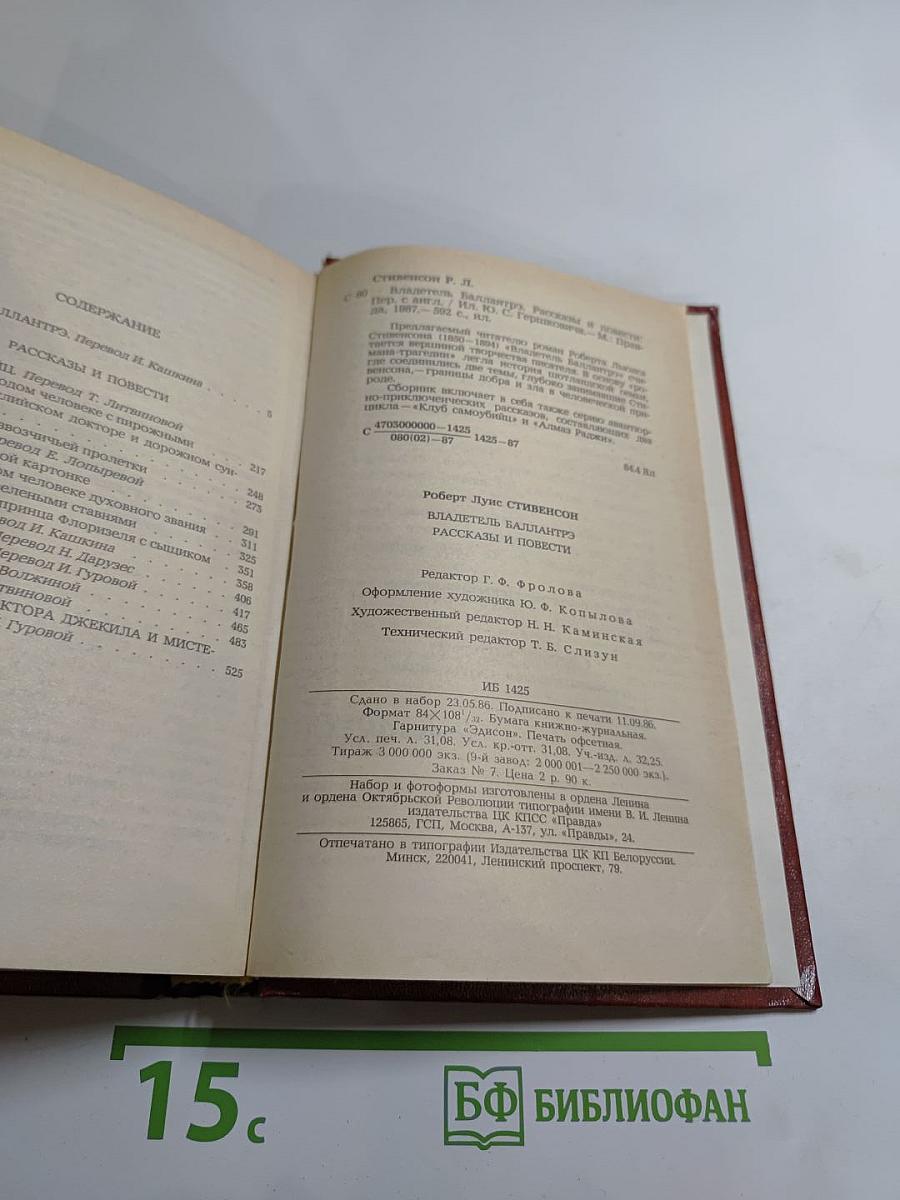 СОДЕРЖАНИЕ
АЛЛАНТРЭ. Перевод И. Кашкина . 5
РАССКАЗЫ И ПОВЕСТИ
ИЦ. Перевод Т. Литвиновой
одом человеке с пирожными . 217
глийском докторе и дорожном сун-
. . . 248
звозчичьей пролетки . . . 273
ревод Е. Лопыревой
ой картонке . . . 291
ом человеке духовного звания . 311
зелеными ставнями . . 325
принца Флоризеля с сыщиком . 351
вод И. Кашкина . . . 358
Перевод Н. Дарузес . . . 406
Перевод И. Гуровой . . . 417
Волжиной . . . 465
твиновой . . . 483
КТОРА ДЖЕКИЛА И МИСТЕ-
Гуровой . . . 525
Стивенсон Р. Л.
С 80 Владетель Баллантрэ. Рассказы и повести:
Пер. с англ. / Ил. Ю. С. Гершковича.— М.: Прав-
да, 1987.— 592 с., ил.
Предлагаемый читателю роман Роберта Льюиса
Стивенсона (1850—1894) «Владетель Баллантрэ» счи-
тается вершиной творчества писателя. В основу «ро-
мана-трагедии» легла история шотландской семьи,
где соединились две темы, глубоко занимавшие Сти-
венсона,— границы добра и зла в человеческой при-
роде.
Сборник включает в себя также серию авантюр-
но-приключенческих рассказов, составляющих два
цикла — «Клуб самоубийц» и «Алмаз Раджи».
С 4703000000—1425 / 080(02)—87 1425—87
84.4 Вл
Роберт Луис СТИВЕНСОН
ВЛАДЕТЕЛЬ БАЛЛАНТРЭ
РАССКАЗЫ И ПОВЕСТИ
Редактор Г. Ф. Фролова
Оформление художника Ю. Ф. Копылова
Художественный редактор Н. Н. Каминская
Технический редактор Т. Б. Слизун
ИБ 1425
Сдано в набор 23.05.86. Подписано к печати 11.09.86.
Формат 84×108¹/₃₂. Бумага книжно-журнальная.
Гарнитура «Эдисон». Печать офсетная.
Усл. печ. л. 31,08. Усл. кр.-отт. 31,08. Уч.-изд. л. 32,25.
Тираж 3 000 000 экз. (9-й завод: 2 000 001—2 250 000 экз.).
Заказ № 7. Цена 2 р. 90 к.
Набор и фотоформы изготовлены в ордена Ленина
и ордена Октябрьской Революции типографии имени В. И. Ленина
издательства ЦК КПСС «Правда»
125865, ГСП, Москва, А-137, ул. «Правды», 24.
Отпечатано в типографии Издательства ЦК КП Белоруссии.
Минск, 220041, Ленинский проспект, 79.
15 с
БФ БИБЛИОФАН